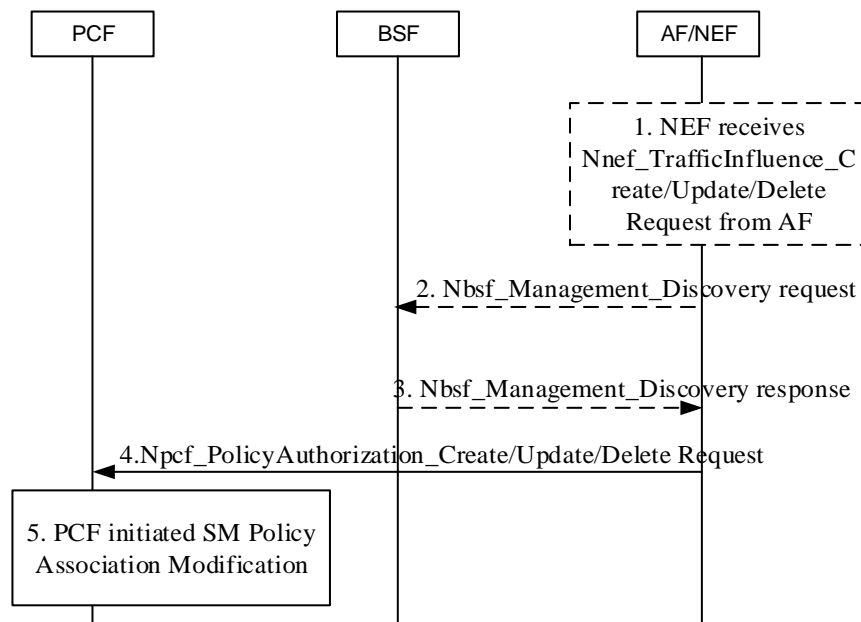 PCF
BSF
AF/NEF
1. NEF receives
Nnef_TrafficInfluence_C
reate/Update/Delete
Request from AF
2. Nbsf_Management_Discovery request
3. Nbsf_Management_Discovery response
4.Npcf_PolicyAuthorization_Create/Update/Delete Request
5. PCF initiated SM Policy
Association Modification